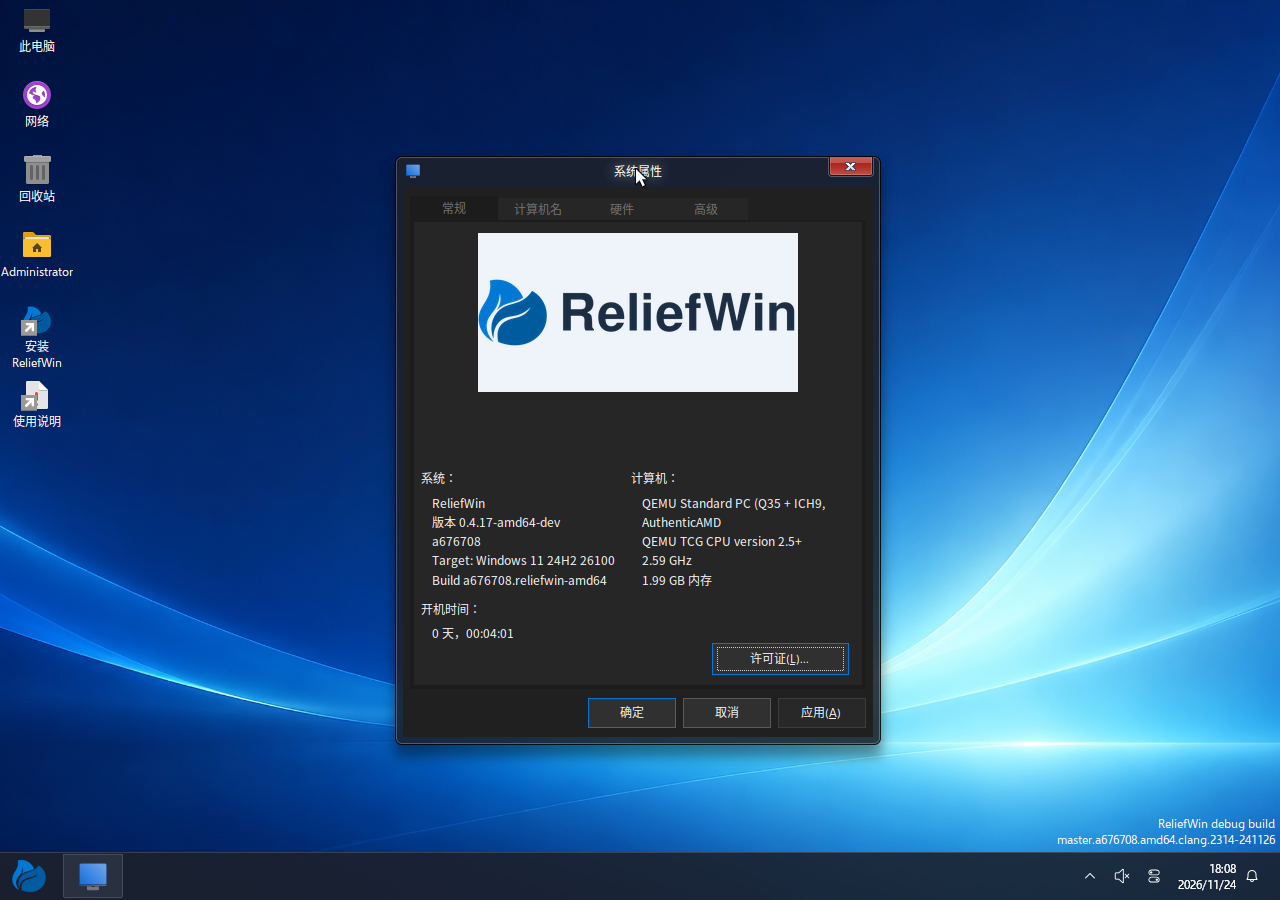 此电脑
网络
回收站
Administrator
安装
ReliefWin
使用说明
系统属性
常规
计算机名
硬件
高级
ReliefWin
系统：
ReliefWin
版本 0.4.17-amd64-dev
a676708
Target: Windows 11 24H2 26100
Build a676708.reliefwin-amd64
计算机：
QEMU Standard PC (Q35 + ICH9,
AuthenticAMD
QEMU TCG CPU version 2.5+
2.59 GHz
1.99 GB 内存
开机时间：
0 天，00:04:01
许可证(L)...
确定
取消
应用(A)
ReliefWin debug build
master.a676708.amd64.clang.2314-241126
18:08
2026/11/24